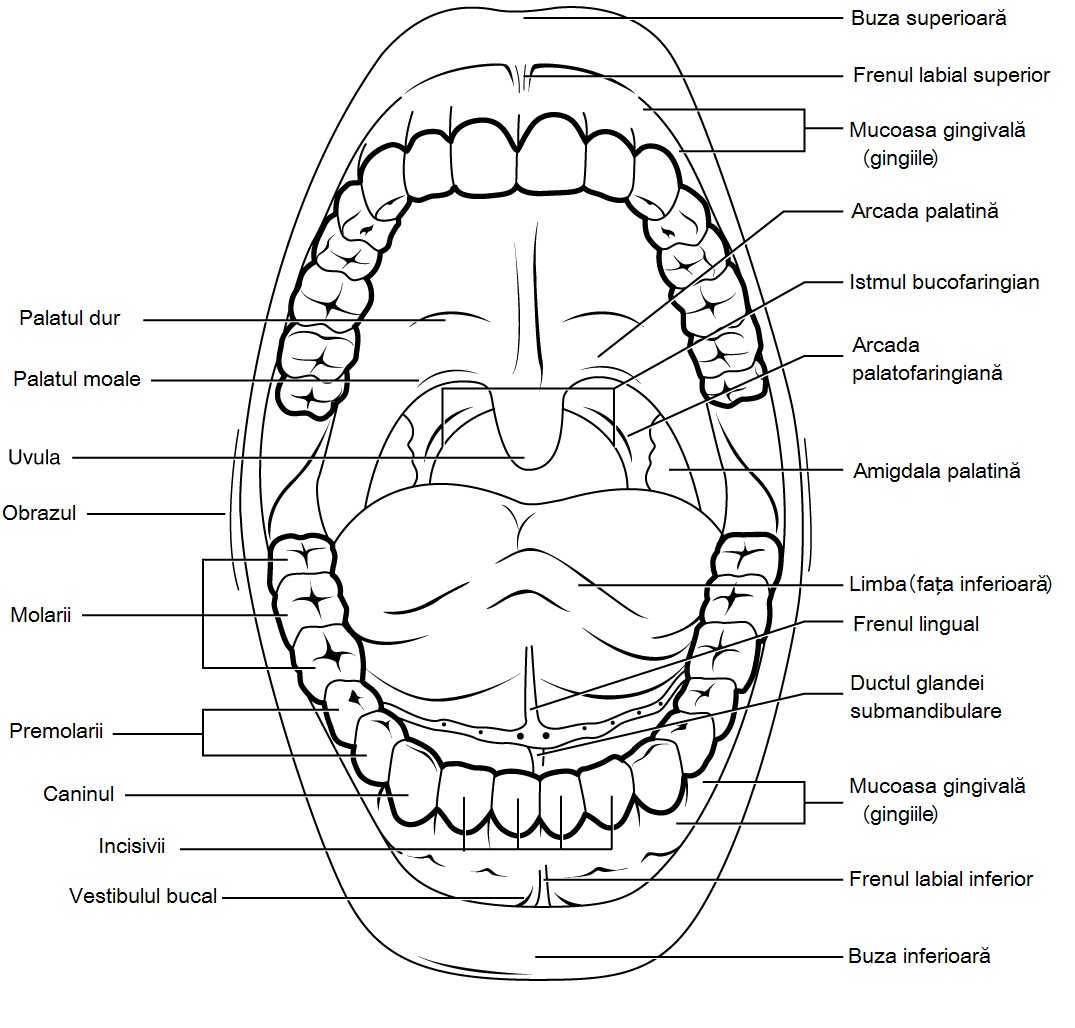 Buza superioară
Frenul labial superior
Mucoasa gingivală
(gingiile)
Arcada palatină
Istmul bucofaringian
Arcada
palatofaringiană
Amigdala palatină
Limba (fața inferioară)
Frenul lingual
Ductul glandei
submandibulare
Mucoasa gingivală
(gingiile)
Frenul labial inferior
Buza inferioară
Palatul dur
Palatul moale
Uvula
Obrazul
Molarii
Premolarii
Caninul
Incisivii
Vestibulul bucal